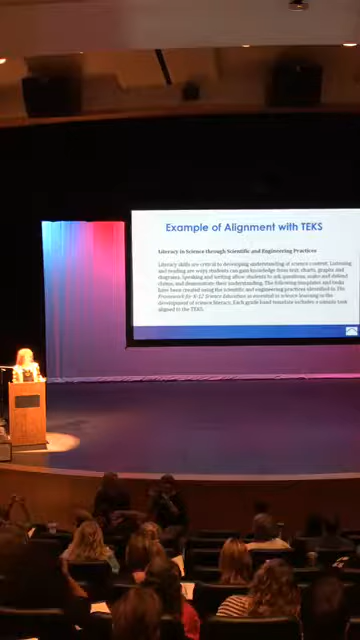 Example of Alignment with TEKS
Literacy in Science through Scientific and Engineering Practices
Literacy skills are critical to developing understanding of science content. Listening
and reading are ways students can gain knowledge from text, charts, graphs and
diagrams. Speaking and writing allow students to ask questions, make and defend
claims, and demonstrate their understanding. The following templates and tasks
have been created using the scientific and engineering practices identified in The
Framework for K-12 Science Education as essential to science learning and the
development of science literacy. Each grade band template includes a sample task
aligned to the TEKS.